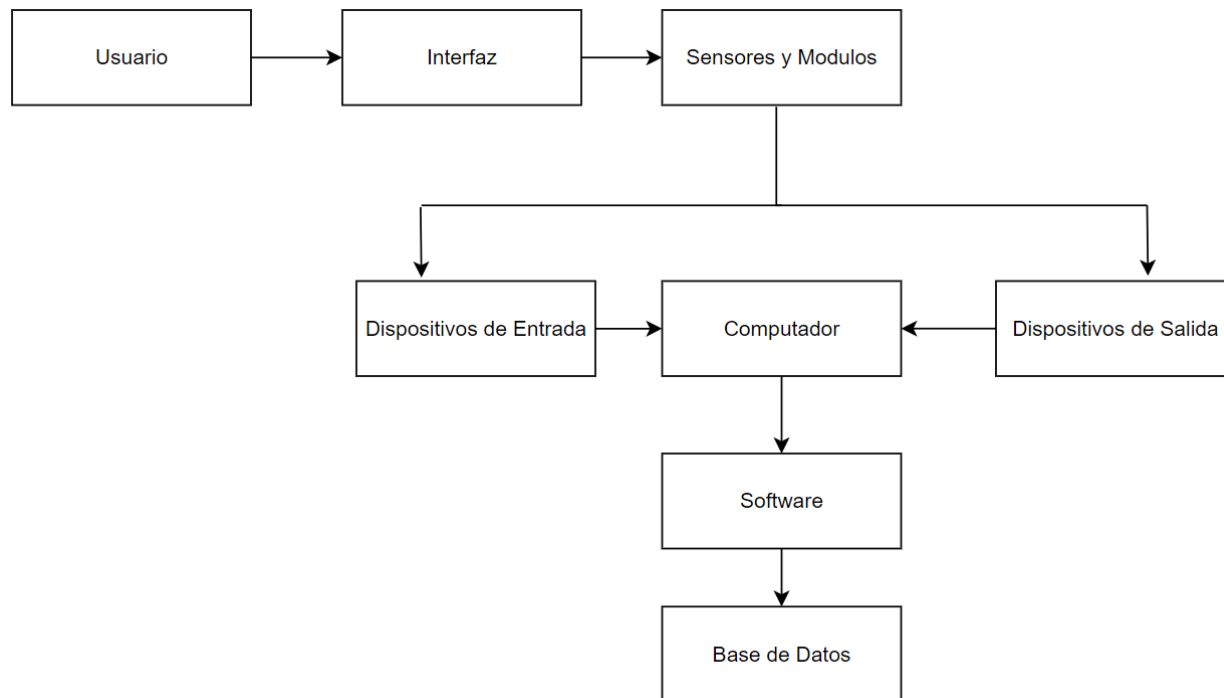 Usuario
Interfaz
Sensores y Modulos
Dispositivos de Entrada
Computador
Dispositivos de Salida
Software
Base de Datos